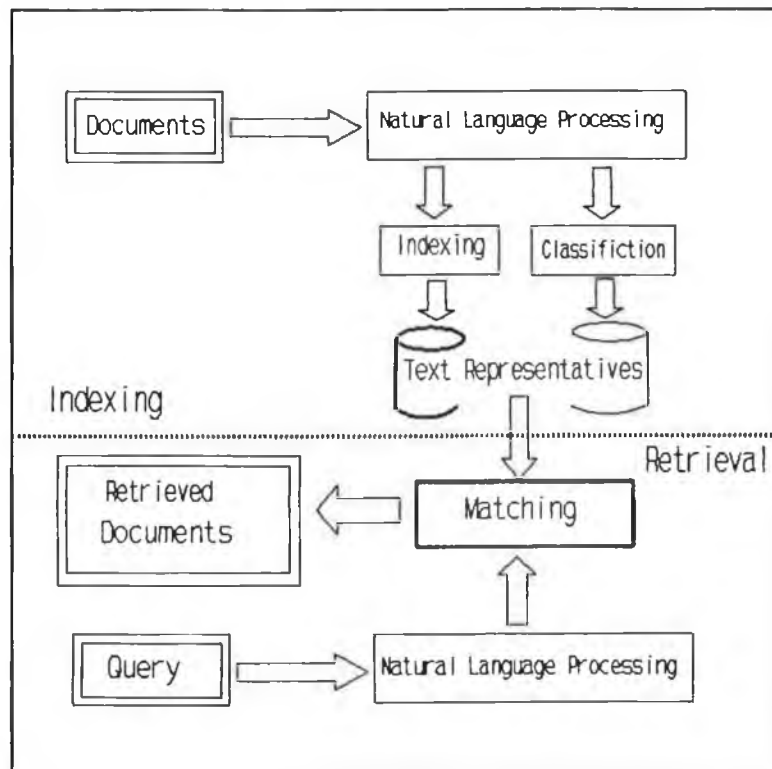 Documents
Natural Language Processing
Indexing
Classifiction
Text Representatives
Indexing
Retrieval
Retrieved
Documents
Matching
Query
Natural Language Processing